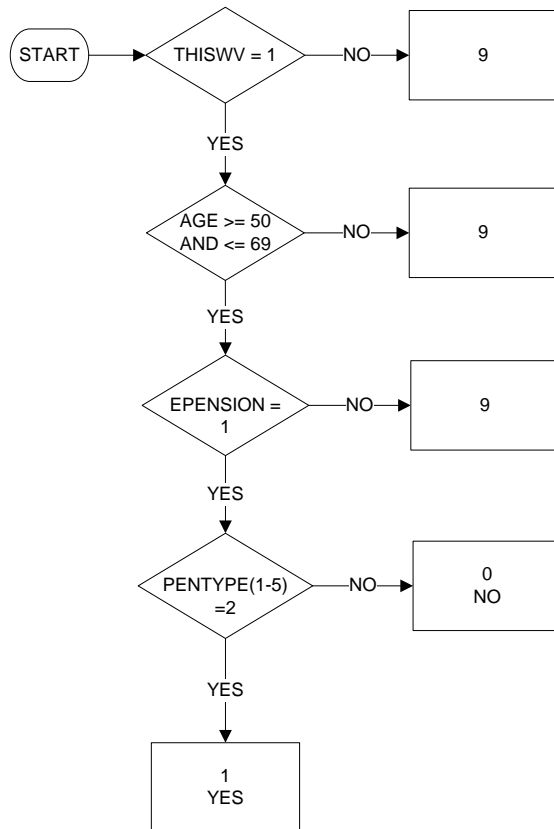 START
THISWV = 1
NO
9
YES
AGE >= 50
AND <= 69
NO
9
YES
EPENSION =
1
NO
9
YES
PENTYPE(1-5)
=2
NO
0
NO
YES
1
YES